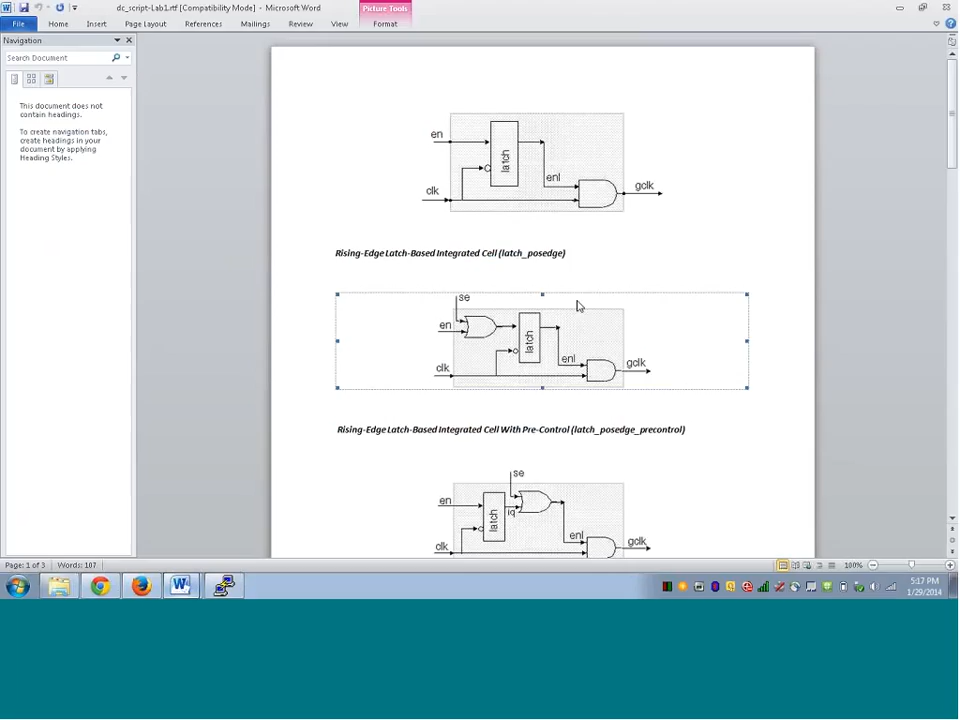 dc_script-Lab1.rtf [Compatibility Mode] - Microsoft Word
Picture Tools
File Home Insert Page Layout References Mailings Review View Format
Navigation
Search Document
This document does not
contain headings.
To create navigation tabs,
create headings in your
document by applying
Heading Styles.
en
latch
enl
clk
gclk
Rising-Edge Latch-Based Integrated Cell (latch_posedge)
se
en
latch
enl
clk
gclk
Rising-Edge Latch-Based Integrated Cell With Pre-Control (latch_posedge_precontrol)
se
en
latch
iq
enl
clk
gclk
Page: 1 of 3 Words: 107
100%
5:17 PM
1/29/2014